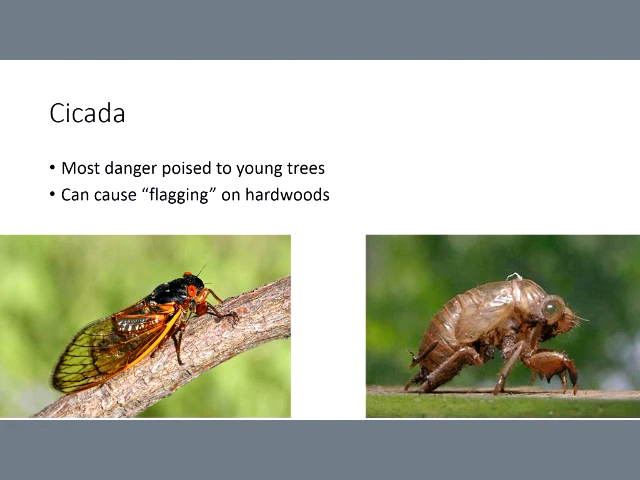 Cicada
• Most danger poised to young trees
• Can cause “flagging” on hardwoods